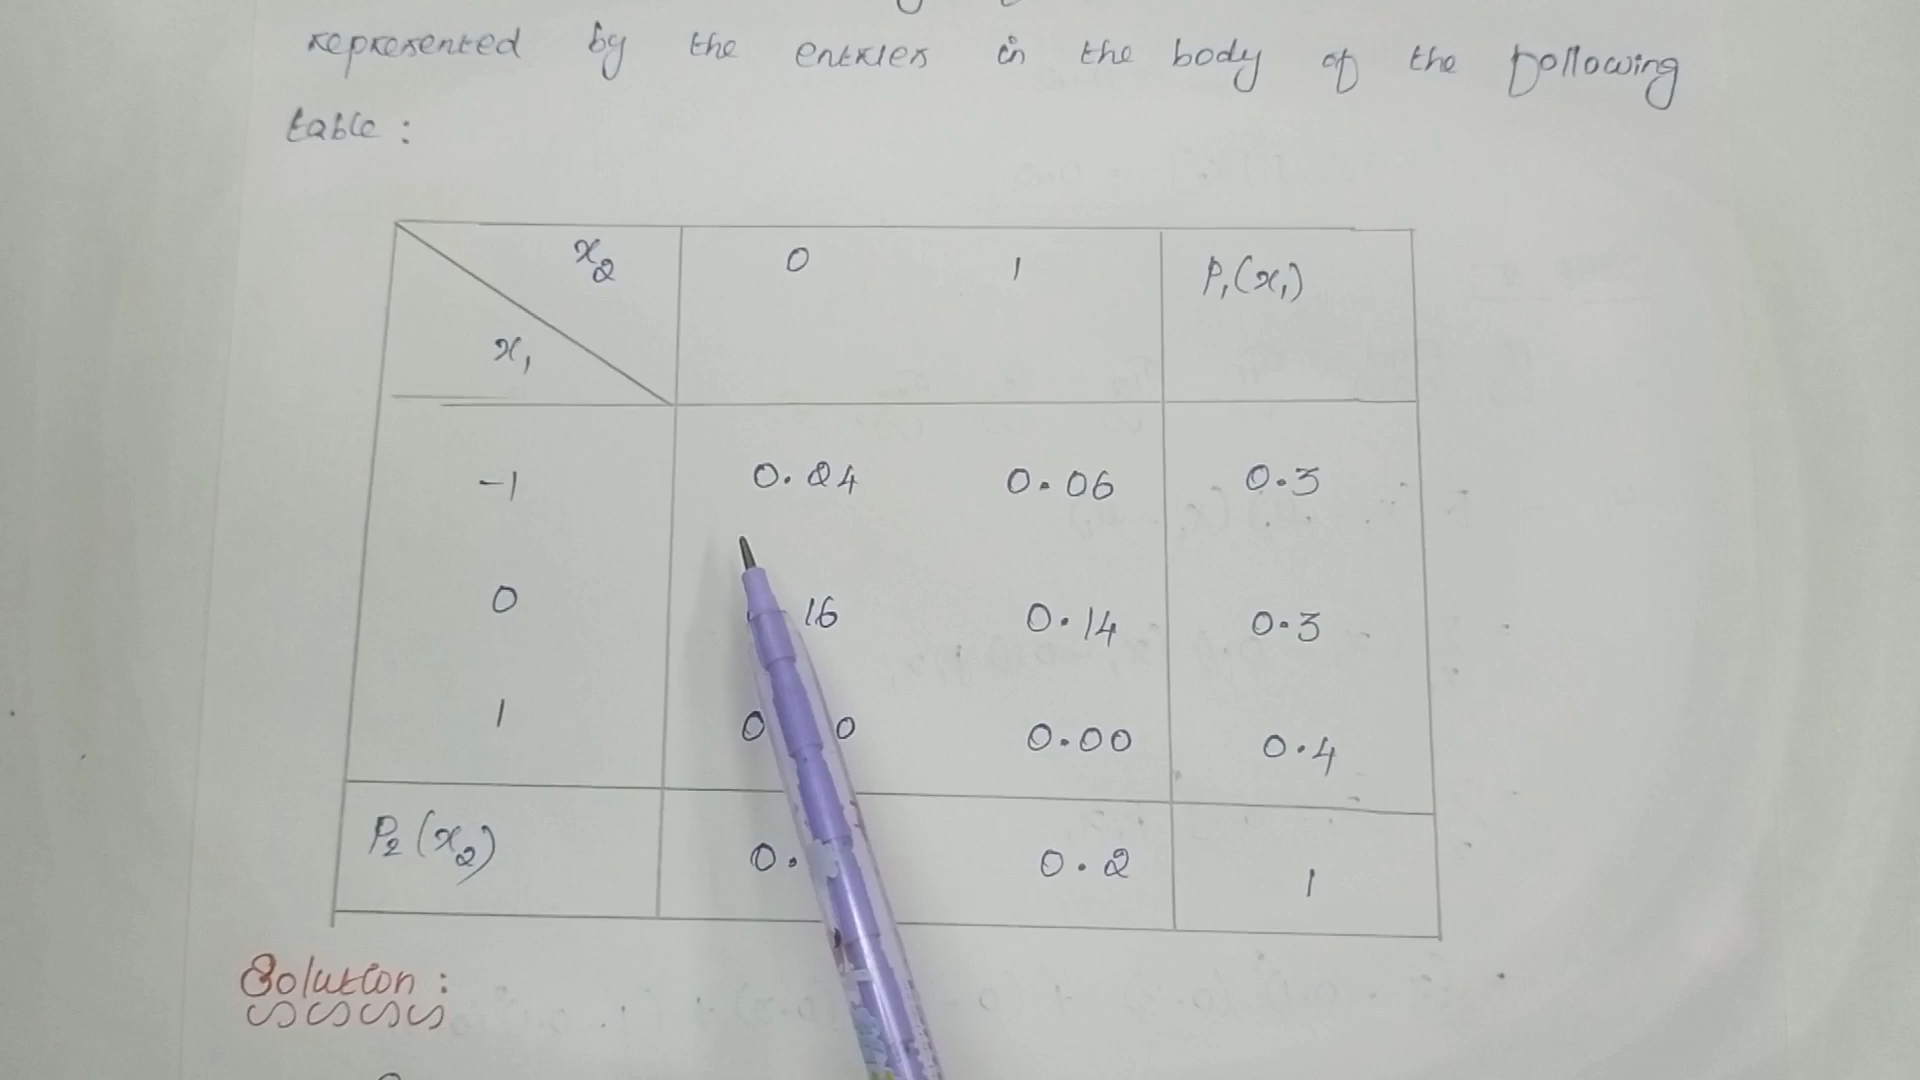 represented by the entries in the body of the following
table :
x2 0 1 P1(x1)
x1
-1 0.24 0.06 0.3
0 16 0.14 0.3
1 0 0 0.00 0.4
P2(x2) 0. 0.2 1
Solution :